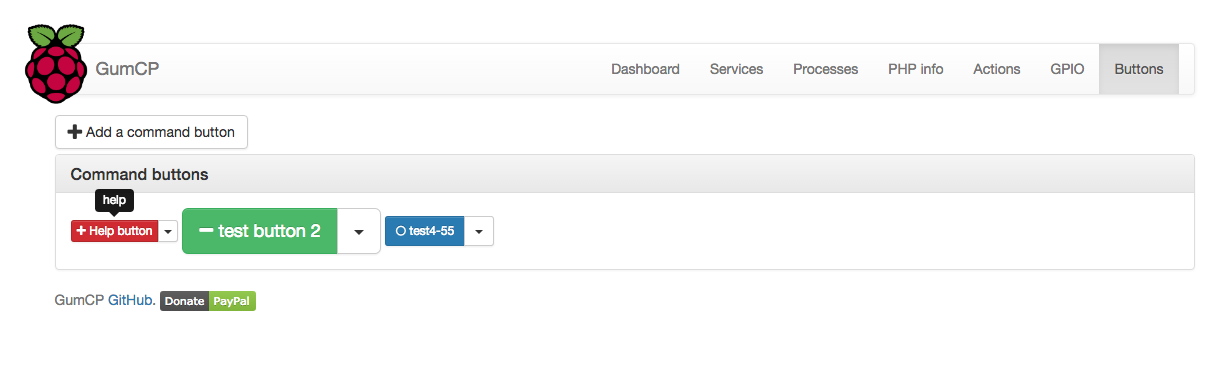 GumCP Dashboard Services Processes PHP info Actions GPIO Buttons
Add a command button
Command buttons
help
Help button test button 2 test4-55
GumCP GitHub. Donate PayPal